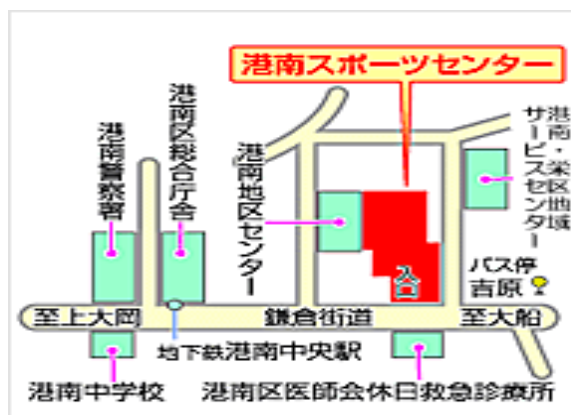 港南スポーツセンター
港南警察署
港南区総合庁舎
港南地区センター
港南・栄区地域
サービスセンター
入口
バス停
吉原
至上大岡
鎌倉街道
至大船
地下鉄港南中央駅
港南中学校
港南区医師会休日救急診療所